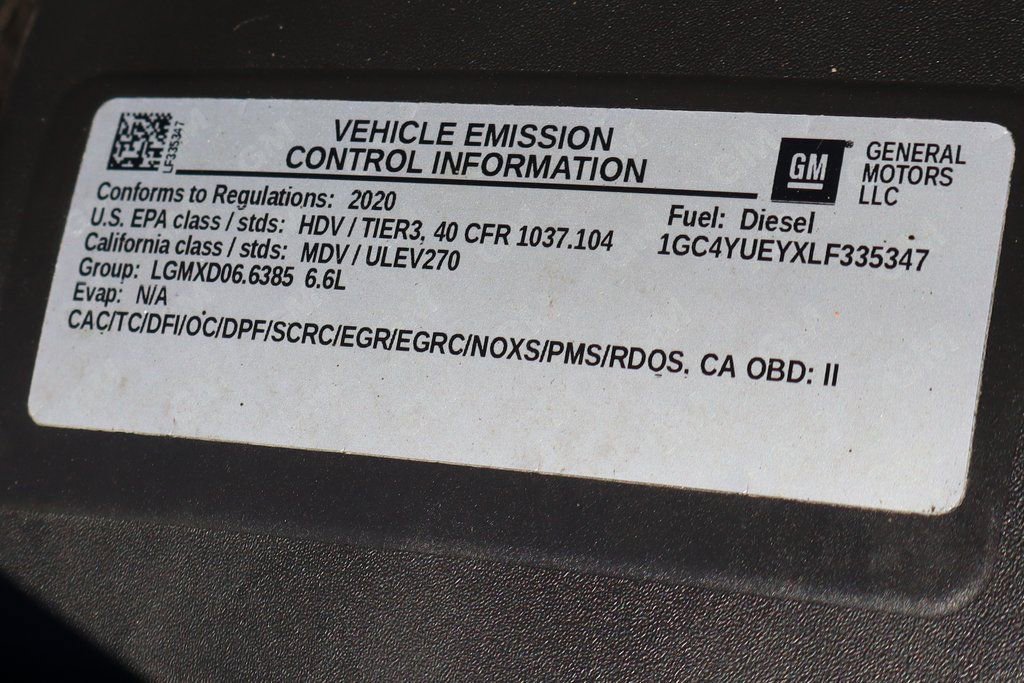 LF335347
VEHICLE EMISSION
CONTROL INFORMATION
GM
GENERAL
MOTORS
LLC
Conforms to Regulations: 2020
U.S. EPA class / stds: HDV / TIER3, 40 CFR 1037.104
California class / stds: MDV / ULEV270
Group: LGMXD06.6385 6.6L
Evap: N/A
Fuel: Diesel
1GC4YUEYXLF335347
CAC/TC/DFI/OC/DPF/SCRC/EGR/EGRC/NOXS/PMS/RDQS. CA OBD: II